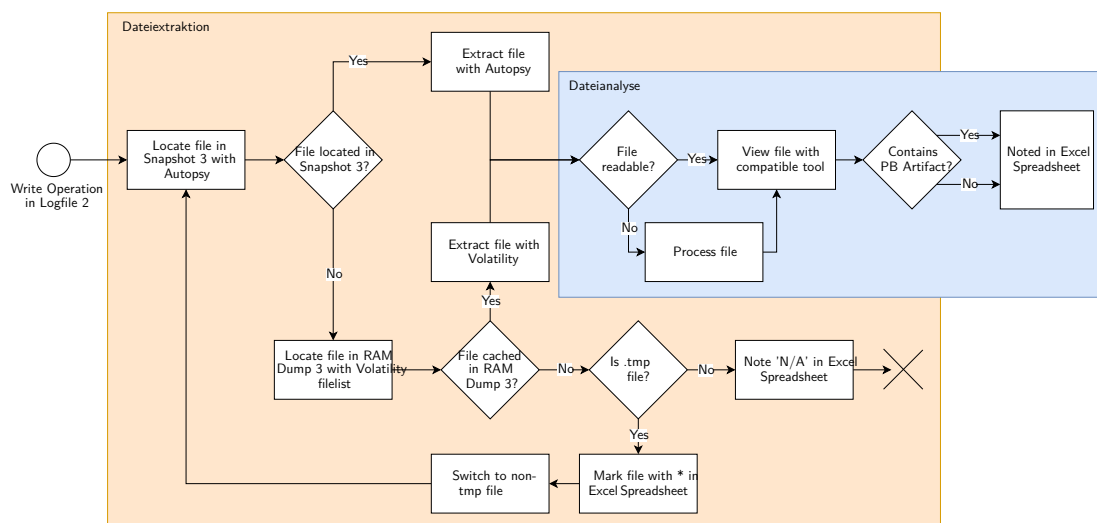 Dateiextraktion
Extract file
with Autopsy
Yes
Dateianalyse
Write Operation
in Logfile 2
Locate file in
Snapshot 3 with
Autopsy
File located in
Snapshot 3?
File
readable?
Yes
View file with
compatible tool
Contains
PB Artifact?
Yes
No
Noted in Excel
Spreadsheet
No
Process file
Extract file with
Volatility
No
Yes
Locate file in RAM
Dump 3 with Volatility
filelist
File cached
in RAM
Dump 3?
No
Is .tmp
file?
No
Note 'N/A' in Excel
Spreadsheet
Yes
Switch to non-
tmp file
Mark file with * in
Excel Spreadsheet